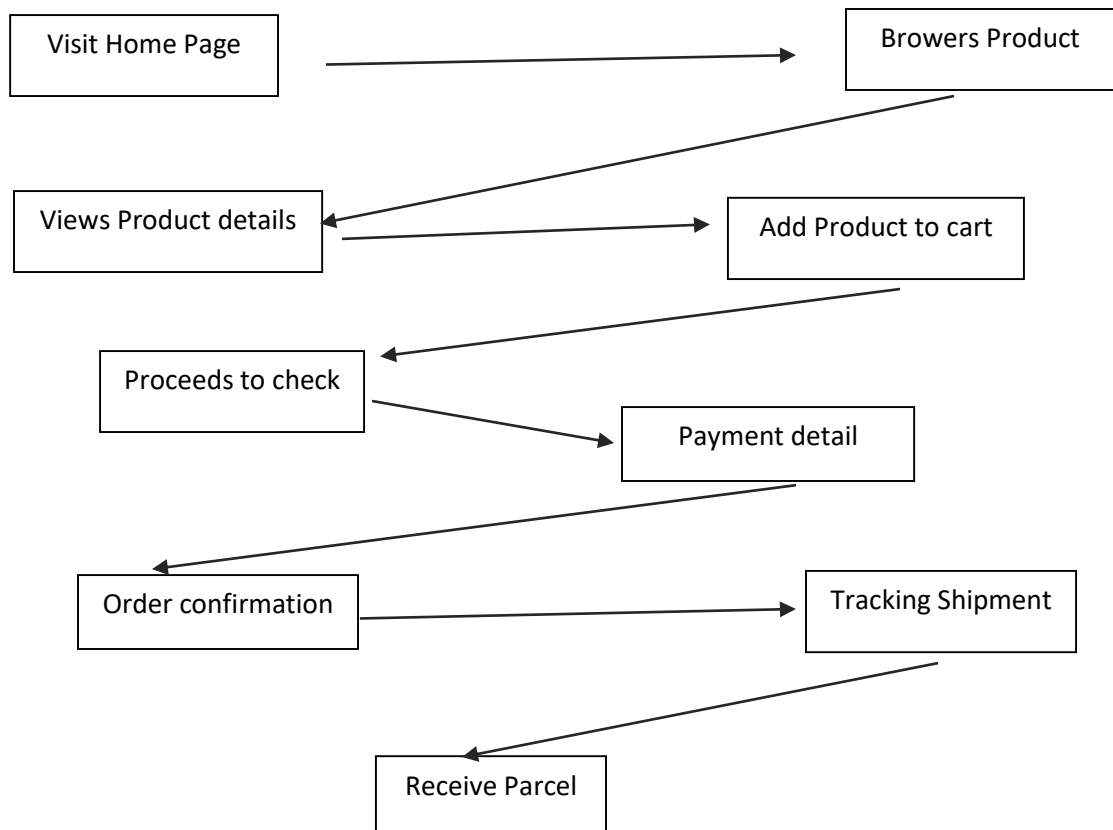 Visit Home Page
Browers Product
Views Product details
Add Product to cart
Proceeds to check
Payment detail
Order confirmation
Tracking Shipment
Receive Parcel